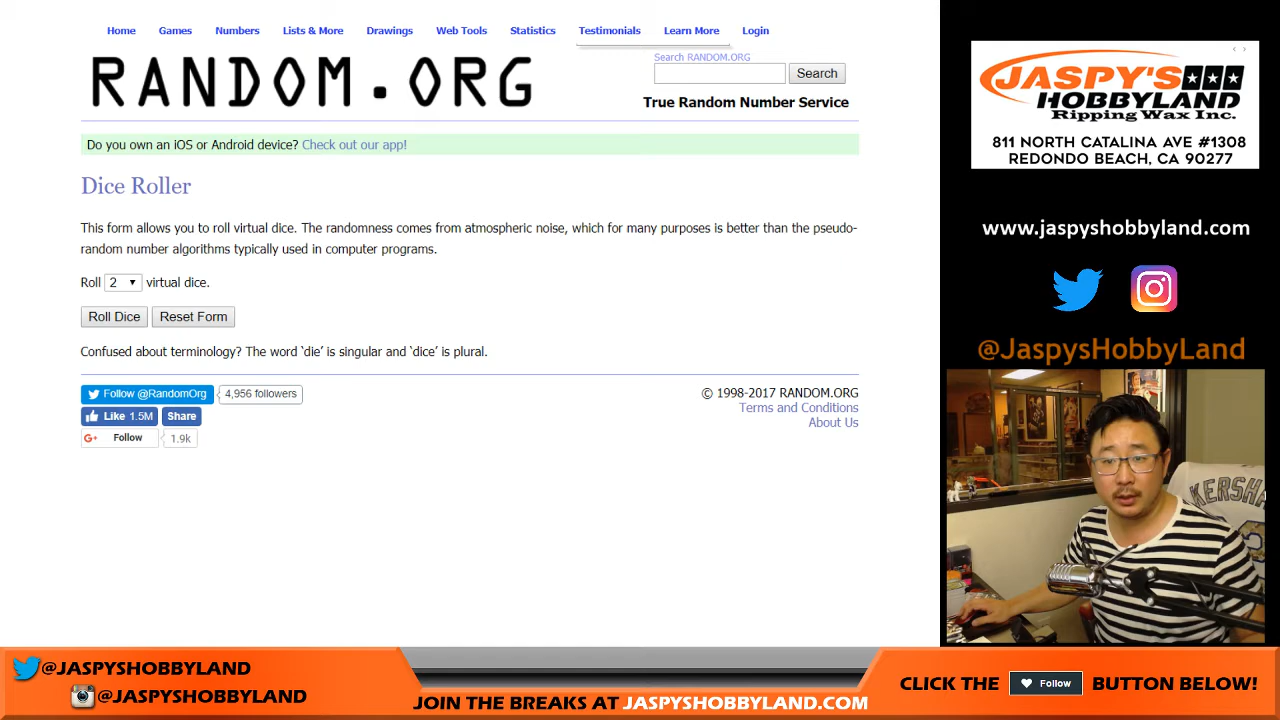 Home Games Numbers Lists & More Drawings Web Tools Statistics Testimonials Learn More Login
RANDOM.ORG
Search RANDOM.ORG
Search
True Random Number Service
Do you own an iOS or Android device? Check out our app!
Dice Roller
This form allows you to roll virtual dice. The randomness comes from atmospheric noise, which for many purposes is better than the pseudo-
random number algorithms typically used in computer programs.
Roll 2 virtual dice.
Roll Dice Reset Form
Confused about terminology? The word ‘die’ is singular and ‘dice’ is plural.
Follow @RandomOrg 4,956 followers
Like 1.5M Share
G+ Follow 1.9k
© 1998-2017 RANDOM.ORG
Terms and Conditions
About Us
JASPY'S
HOBBYLAND
Ripping Wax Inc.
811 NORTH CATALINA AVE #1308
REDONDO BEACH, CA 90277
www.jaspyshobbyland.com
@JaspysHobbyLand
KERSHA
@JASPYSHOBBYLAND
@JASPYSHOBBYLAND
JOIN THE BREAKS AT JASPYSHOBBYLAND.COM
CLICK THE Follow BUTTON BELOW!